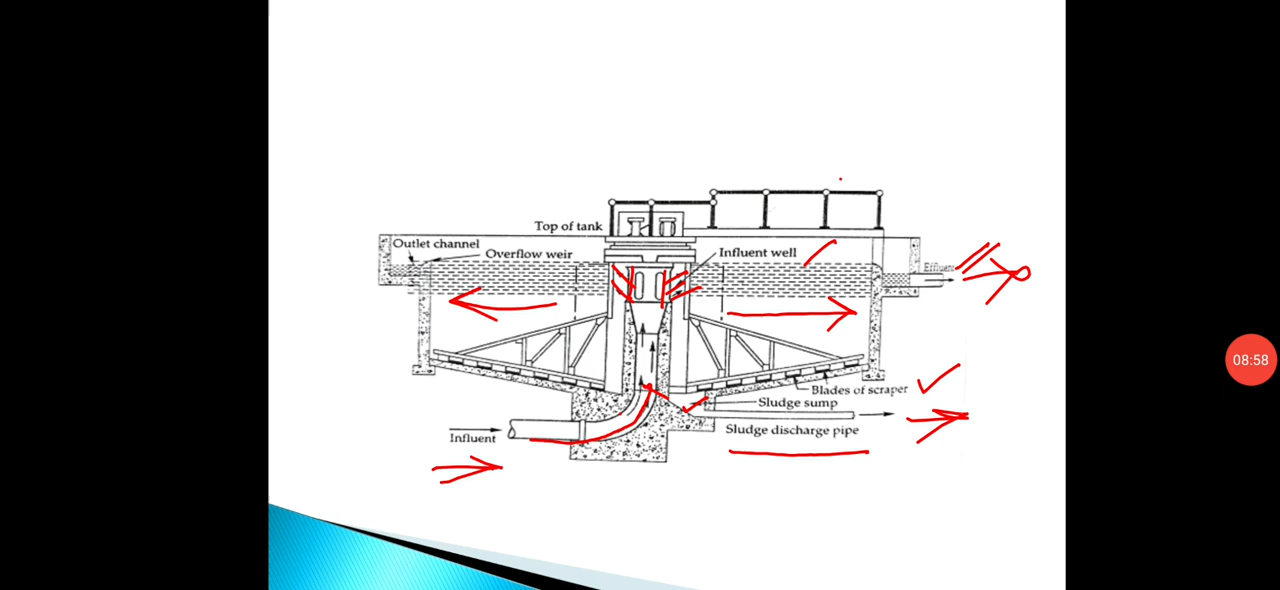 Top of tank
Outlet channel
Overflow weir
Influent well
Effluent
Blades of scraper
Sludge sump
Influent
Sludge discharge pipe
08:58